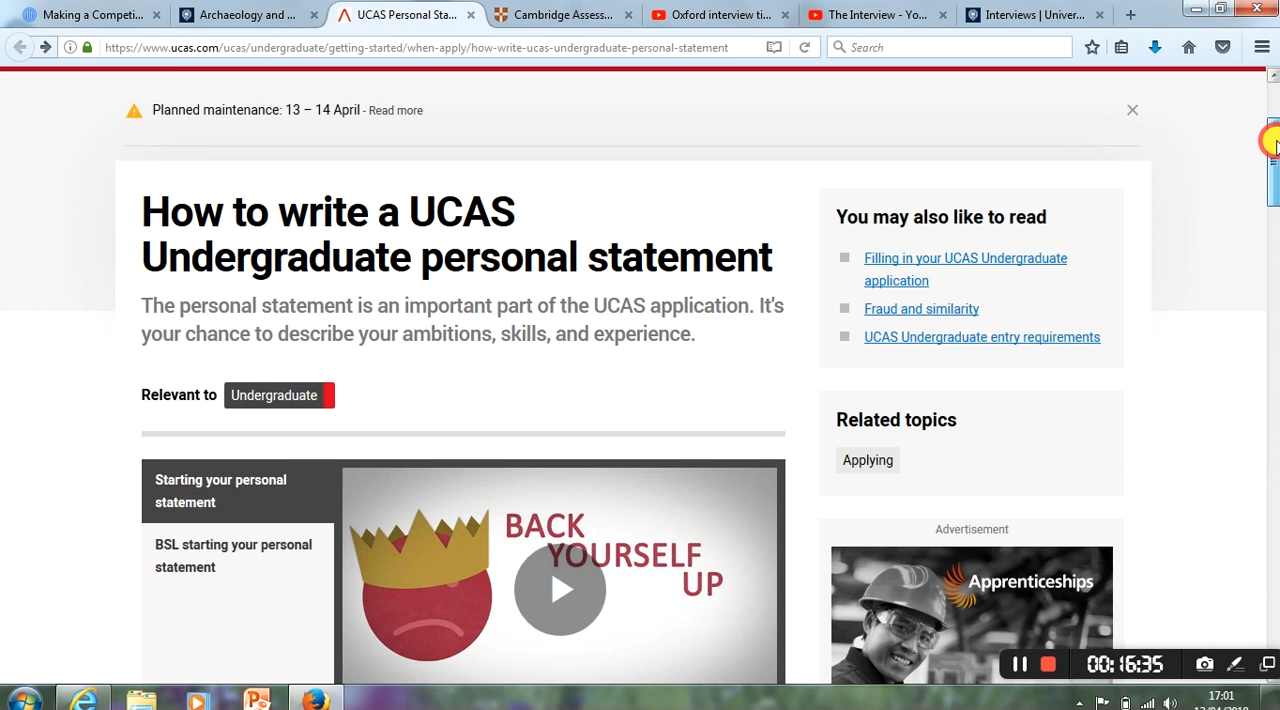 Making a Competi...
Archaeology and ...
UCAS Personal Sta...
Cambridge Assess...
Oxford interview ti...
The Interview - Yo...
Interviews | Univer...
https://www.ucas.com/ucas/undergraduate/getting-started/when-apply/how-write-ucas-undergraduate-personal-statement
Search
Planned maintenance: 13 – 14 April - Read more
How to write a UCAS
Undergraduate personal statement
The personal statement is an important part of the UCAS application. It's
your chance to describe your ambitions, skills, and experience.
Relevant to Undergraduate
Starting your personal
statement
BSL starting your personal
statement
BACK
YOURSELF
UP
You may also like to read
Filling in your UCAS Undergraduate
application
Fraud and similarity
UCAS Undergraduate entry requirements
Related topics
Applying
Advertisement
Apprenticeships
00:16:35
17:01